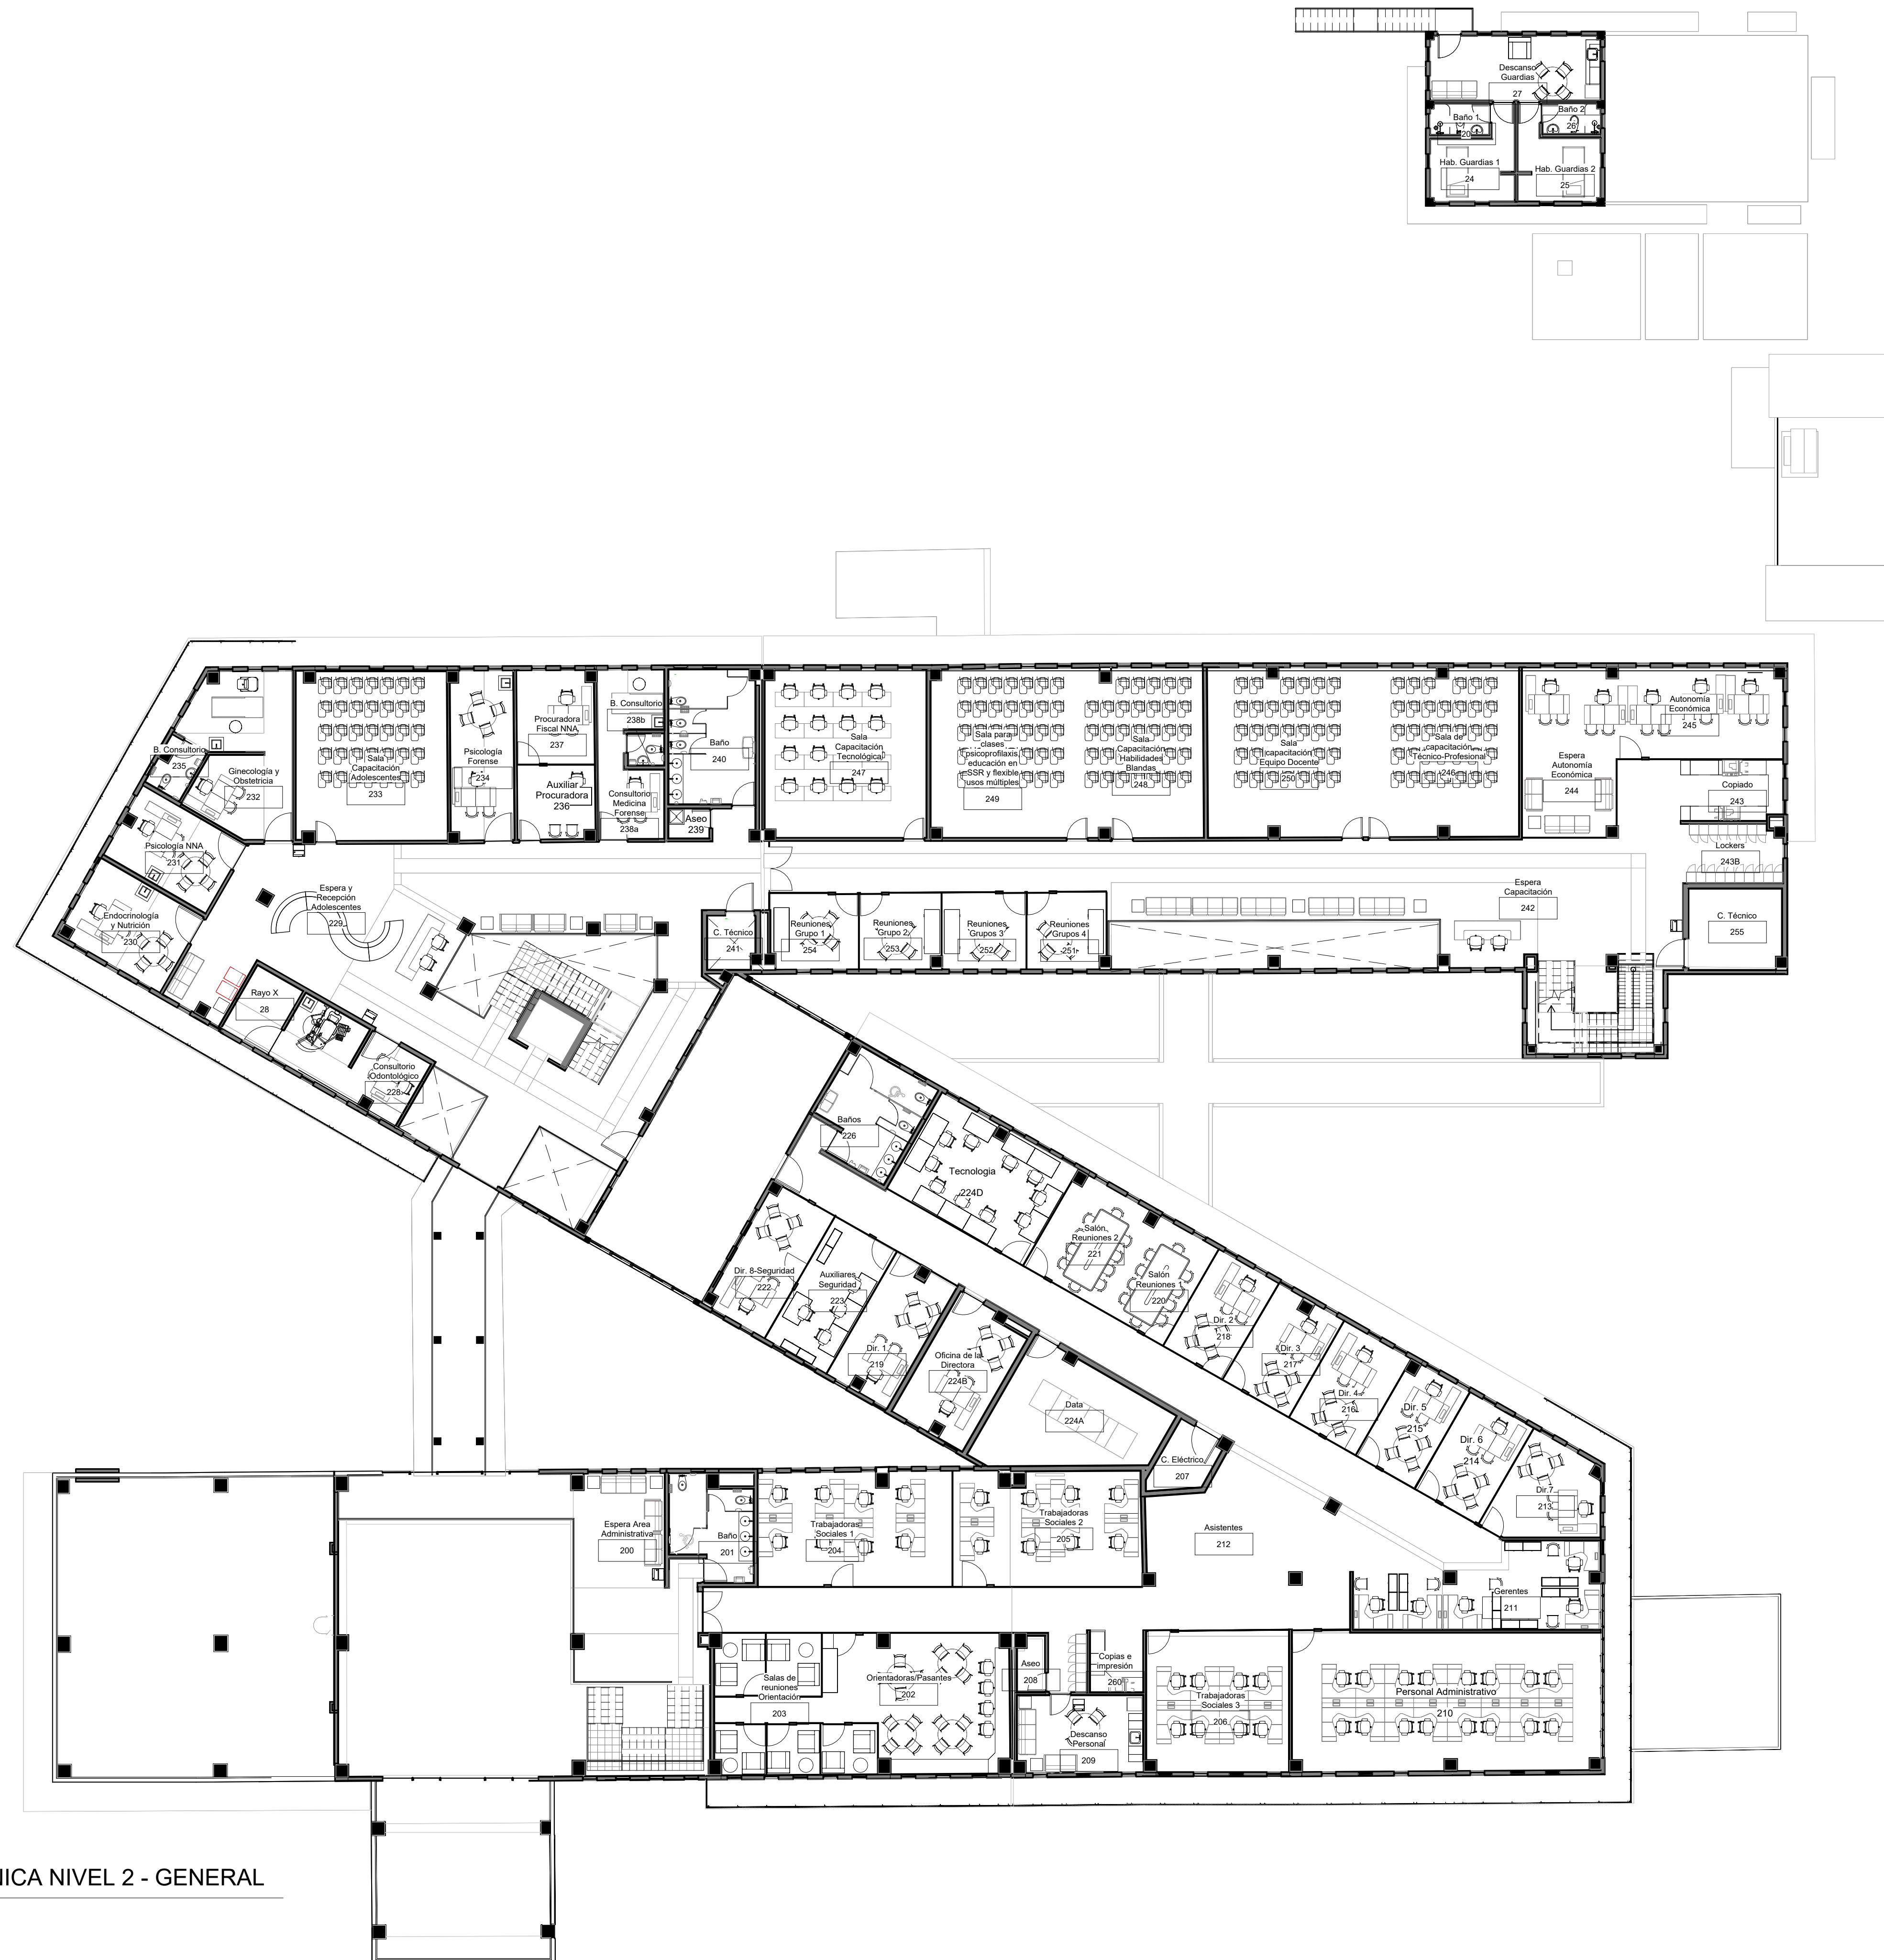 Descanso
Guardias
27
Baño 1
20
Baño 2
26
Hab. Guardias 1
24
Hab. Guardias 2
25
B. Consultorio
235
Ginecología y
Obstetricia
232
Sala
Capacitación
Adolescentes
233
Psicología
Forense
234
Procuradora
Fiscal NNA
237
Auxiliar
Procuradora
236
B. Consultorio
238b
Consultorio
Medicina
Forense
238a
Baño
240
Aseo
239
Sala
Capacitación
Tecnológica
247
Sala para
clases
psicoprofilaxis,
educación en
SSR y flexible
usos múltiples
249
Sala
Capacitación
Habilidades
Blandas
248
Sala
capacitación
Equipo Docente
250
Sala de
capacitación
Técnico-Profesional
246
Autonomía
Económica
245
Espera
Autonomía
Económica
244
Copiado
243
Lockers
243B
C. Técnico
255
Psicología NNA
231
Endocrinología
y Nutrición
230
Espera y
Recepción
Adolescentes
229
Rayo X
28
Consultorio
Odontológico
228
C. Técnico
241
Reuniones
Grupo 1
254
Reuniones
Grupo 2
253
Reuniones
Grupos 3
252
Reuniones
Grupos 4
251
Espera
Capacitación
242
Baños
226
Tecnologia
224D
Salón
Reuniones 2
221
Salón
Reuniones 1
220
Dir. 8-Seguridad
222
Auxiliares
Seguridad
223
Dir. 1
219
Oficina de la
Directora
224B
Data
224A
Dir. 2
218
Dir. 3
217
Dir. 4
216
Dir. 5
215
Dir. 6
214
Dir.7
213
C. Eléctrico
207
Espera Area
Administrativa
200
Baño
201
Trabajadoras
Sociales 1
204
Trabajadoras
Sociales 2
205
Asistentes
212
Gerentes
211
Salas de
reuniones
Orientación
203
Orientadoras/Pasantes
202
Aseo
208
Copias e
impresión
260
Descanso
Personal
209
Trabajadoras
Sociales 3
206
Personal Administrativo
210
NICA NIVEL 2 - GENERAL